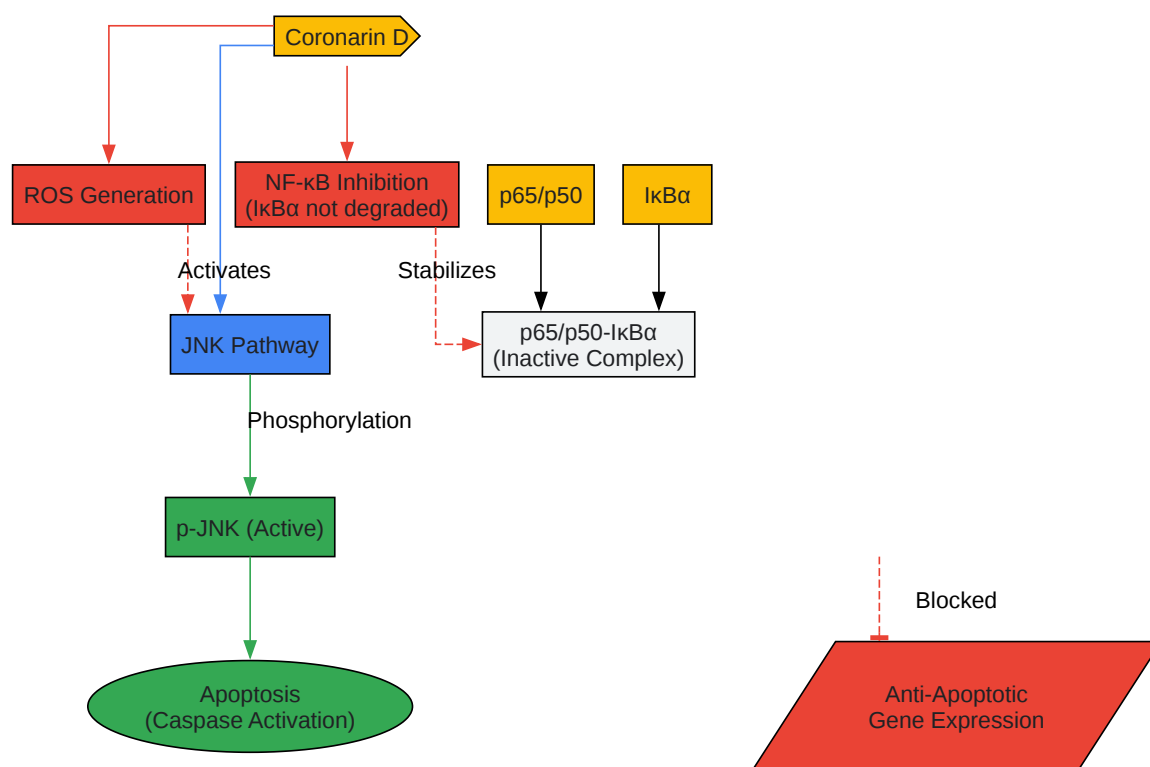 Coronarin D
ROS Generation
NF-κB Inhibition
(IκBα not degraded)
p65/p50
IκBα
Activates
Stabilizes
JNK Pathway
p65/p50-IκBα
(Inactive Complex)
Phosphorylation
p-JNK (Active)
Blocked
Apoptosis
(Caspase Activation)
Anti-Apoptotic
Gene Expression